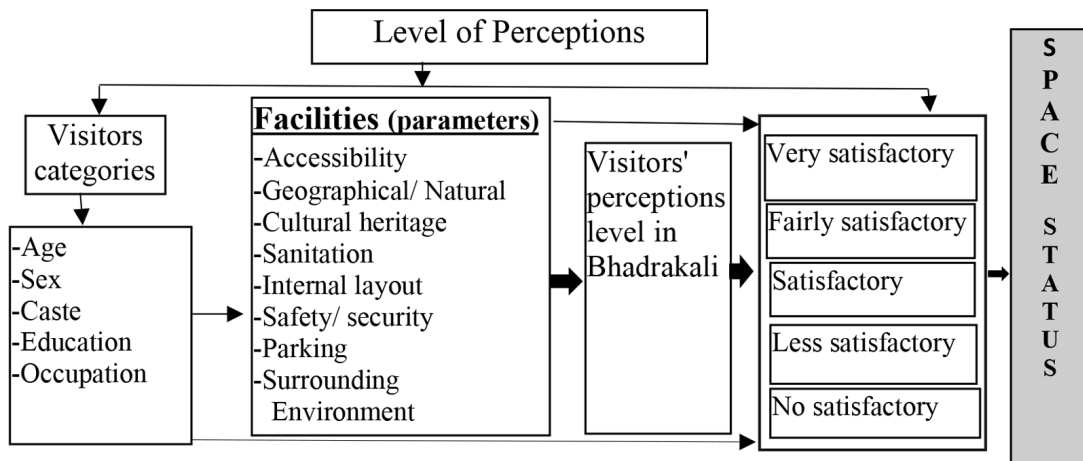 Level of Perceptions
Visitors
categories
-Age
-Sex
-Caste
-Education
-Occupation
Facilities (parameters)
-Accessibility
-Geographical/ Natural
-Cultural heritage
-Sanitation
-Internal layout
-Safety/ security
-Parking
-Surrounding
Environment
Visitors'
perceptions
level in
Bhadrakali
Very satisfactory
Fairly satisfactory
Satisfactory
Less satisfactory
No satisfactory
SPACE STATUS